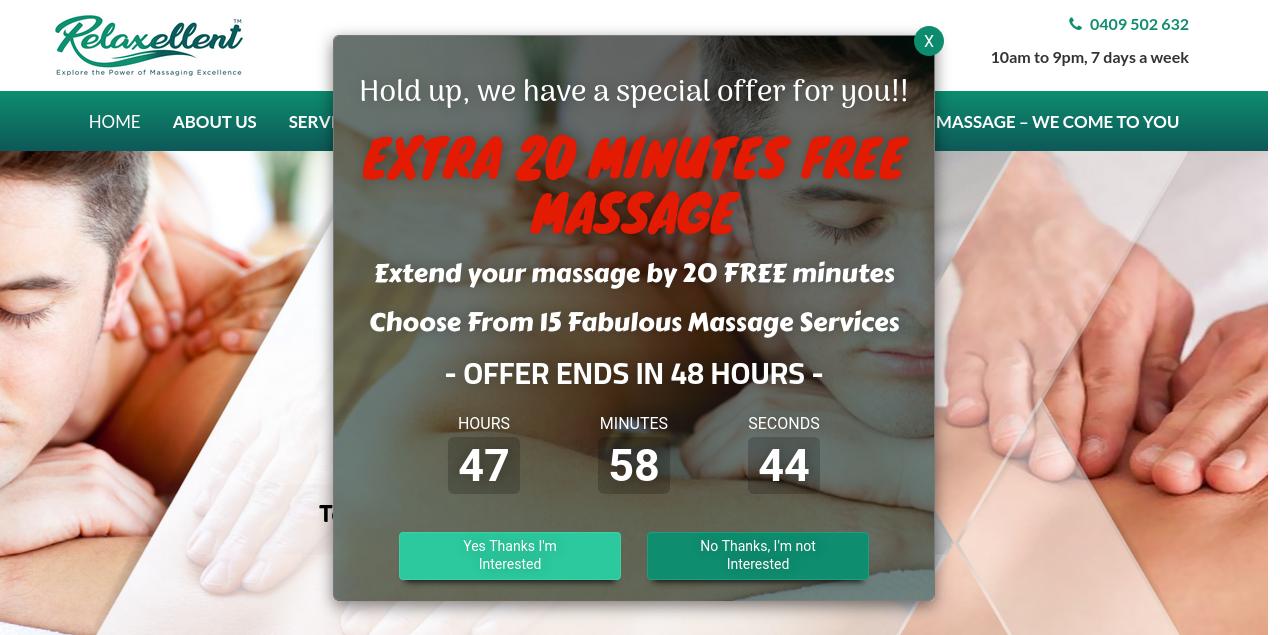 Relaxellent™
Explore the Power of Massaging Excellence
0409 502 632
10am to 9pm, 7 days a week
X
HOME
ABOUT US
SERVI
MASSAGE – WE COME TO YOU
Hold up, we have a special offer for you!!
EXTRA 20 MINUTES FREE
MASSAGE
Extend your massage by 20 FREE minutes
Choose From 15 Fabulous Massage Services
- OFFER ENDS IN 48 HOURS -
HOURS MINUTES SECONDS
47 58 44
Yes Thanks I'm
Interested
No Thanks, I'm not
Interested